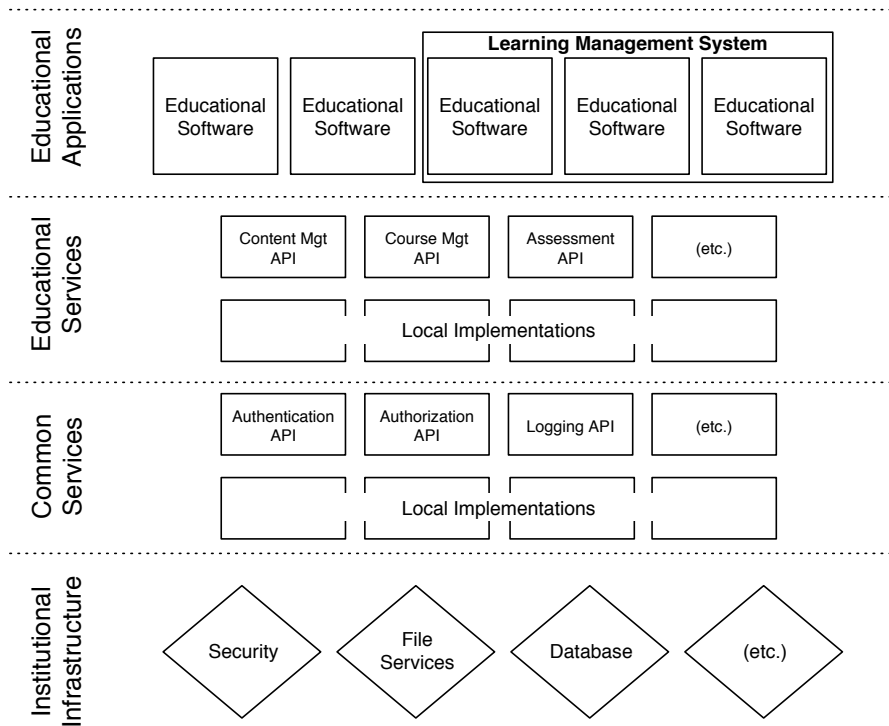 Educational
Applications
Learning Management System
Educational
Software
Educational
Software
Educational
Software
Educational
Software
Educational
Software
Educational
Services
Content Mgt
API
Course Mgt
API
Assessment
API
(etc.)
Local Implementations
Common
Services
Authentication
API
Authorization
API
Logging API
(etc.)
Local Implementations
Institutional
Infrastructure
Security
File
Services
Database
(etc.)